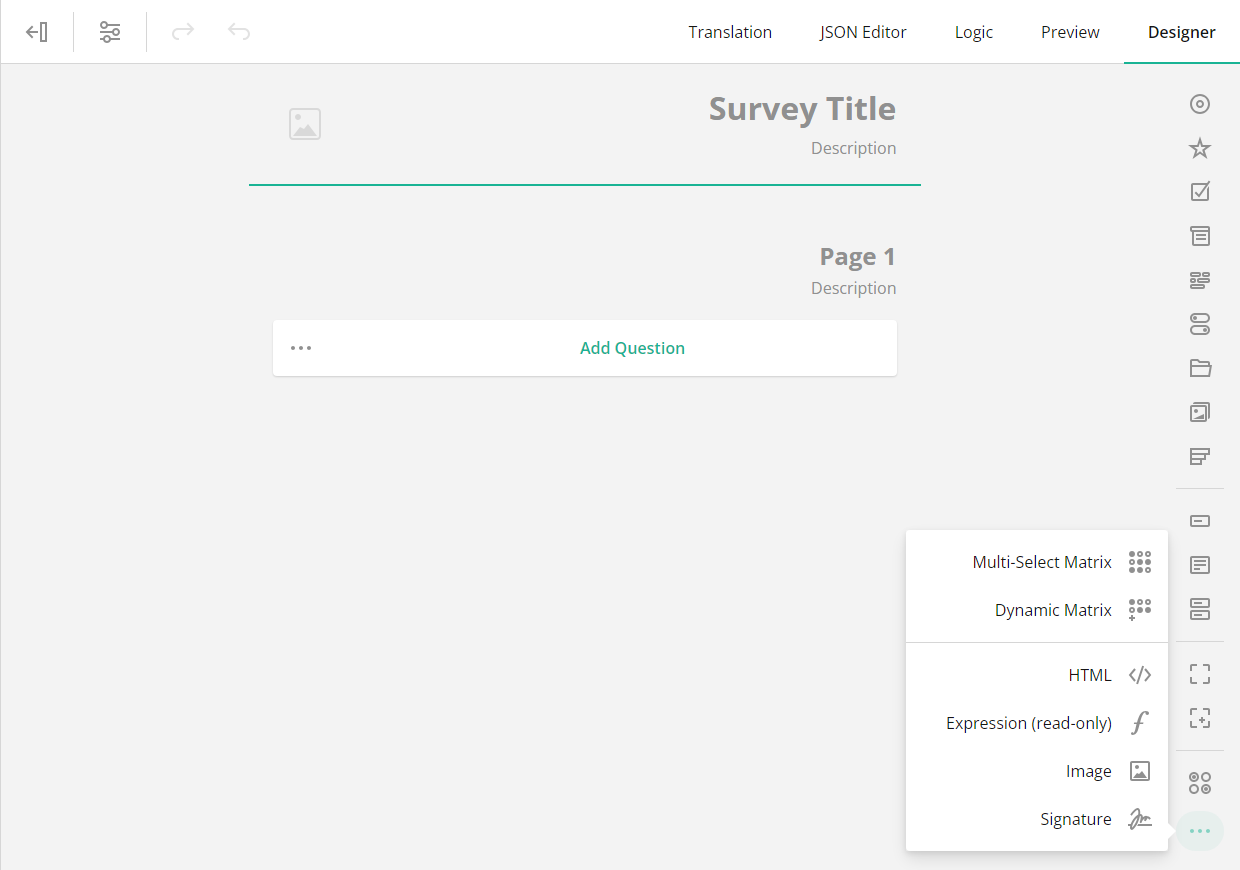 Translation
JSON Editor
Logic
Preview
Designer
Survey Title
Description
Page 1
Description
Add Question
Multi-Select Matrix
Dynamic Matrix
HTML
Expression (read-only)
Image
Signature